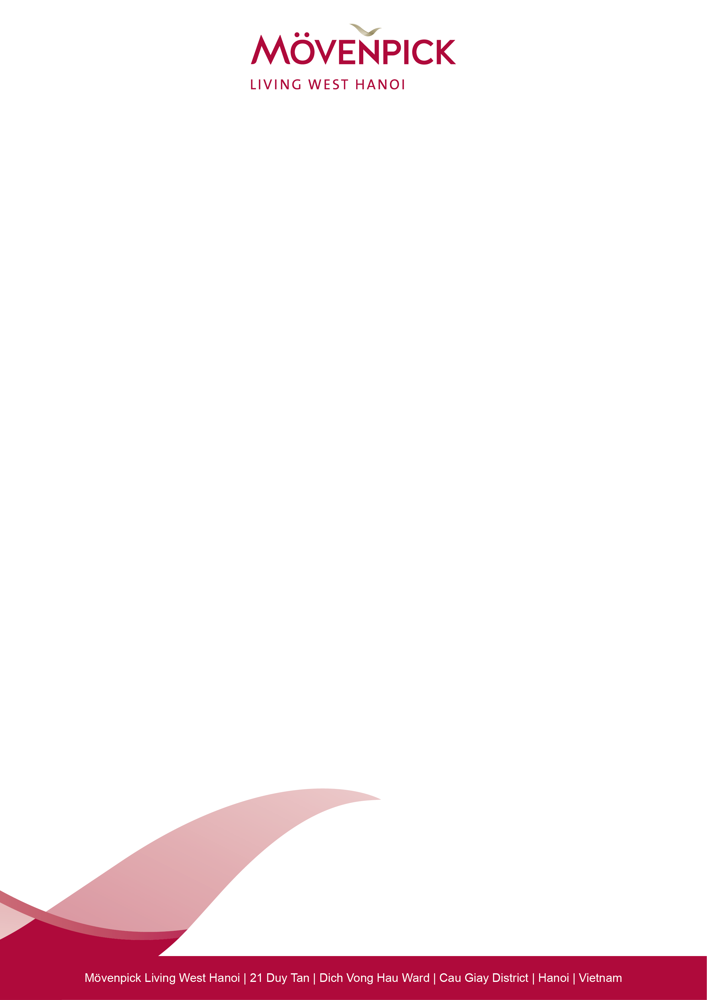 MÖVENPICK
LIVING WEST HANOI
Mövenpick Living West Hanoi | 21 Duy Tan | Dich Vong Hau Ward | Cau Giay District | Hanoi | Vietnam